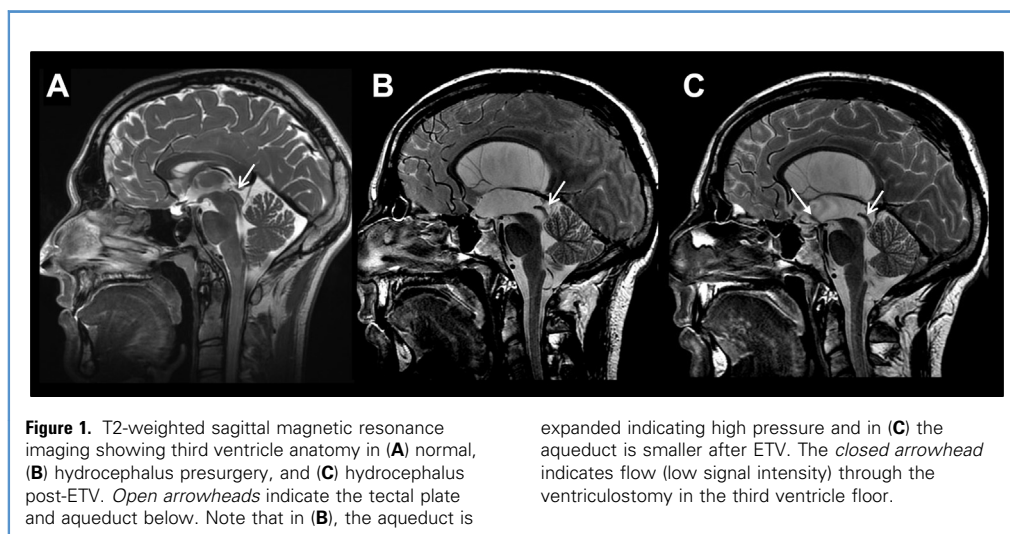 A
B
C
Figure 1. T2-weighted sagittal magnetic resonance
imaging showing third ventricle anatomy in (A) normal,
(B) hydrocephalus presurgery, and (C) hydrocephalus
post-ETV. Open arrowheads indicate the tectal plate
and aqueduct below. Note that in (B), the aqueduct is
expanded indicating high pressure and in (C) the
aqueduct is smaller after ETV. The closed arrowhead
indicates flow (low signal intensity) through the
ventriculostomy in the third ventricle floor.